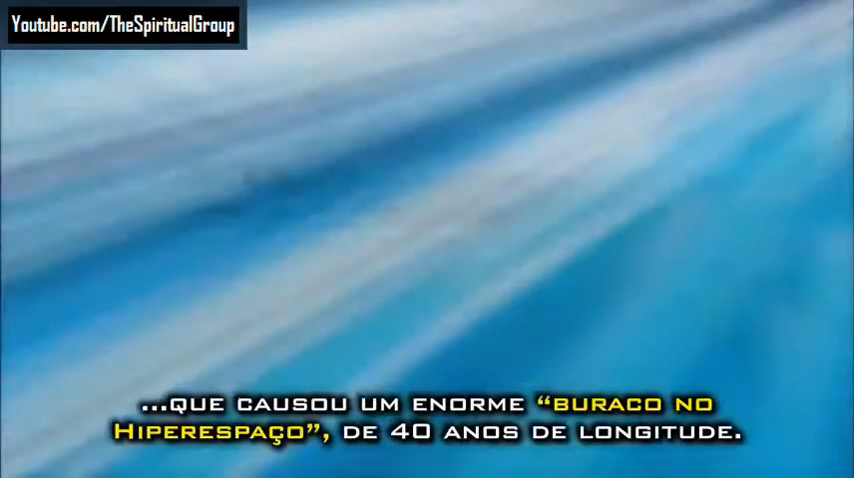 Youtube.com/TheSpiritualGroup
...QUE CAUSOU UM ENORME “BURACO NO
HIPERESPAÇO”, DE 40 ANOS DE LONGITUDE.